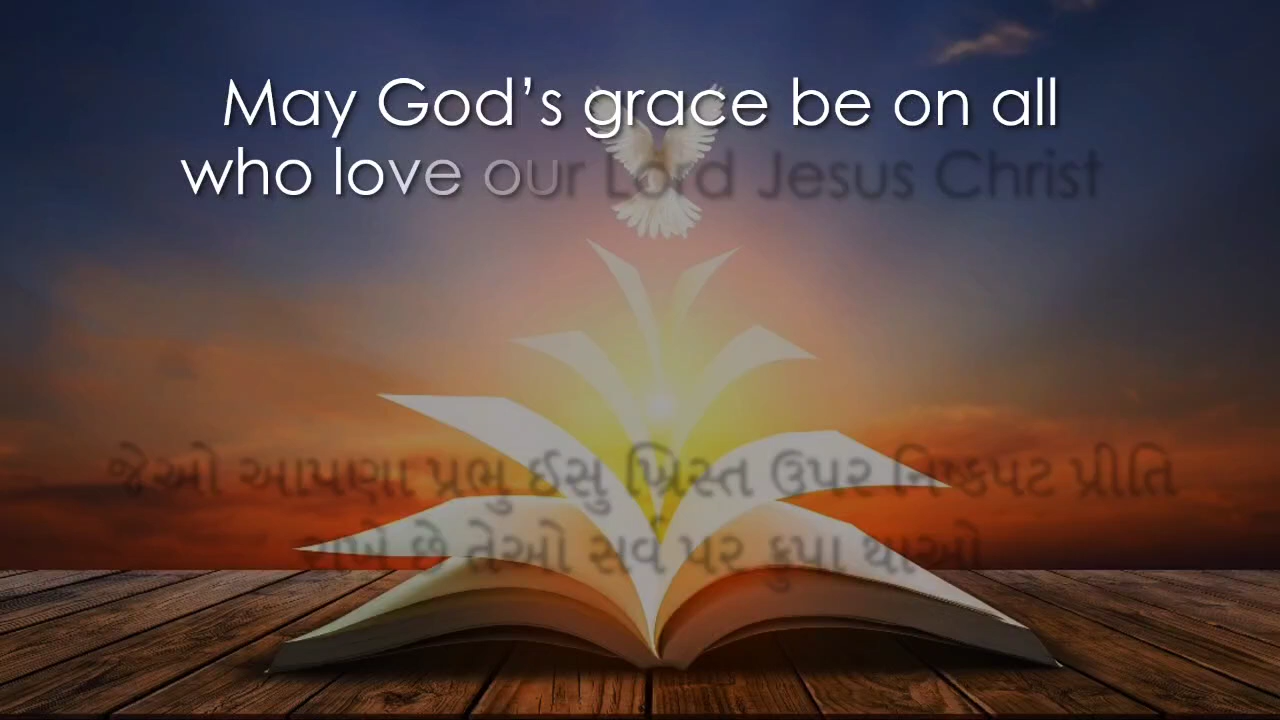 May God’s grace be on all
who love our Lord Jesus Christ
જેઓ આપણા પ્રભુ ઈસુ ખ્રિસ્ત ઉપર નિષ્કપટ પ્રીતિ
રાખે છે તેઓ સર્વ પર કૃપા થાઓ